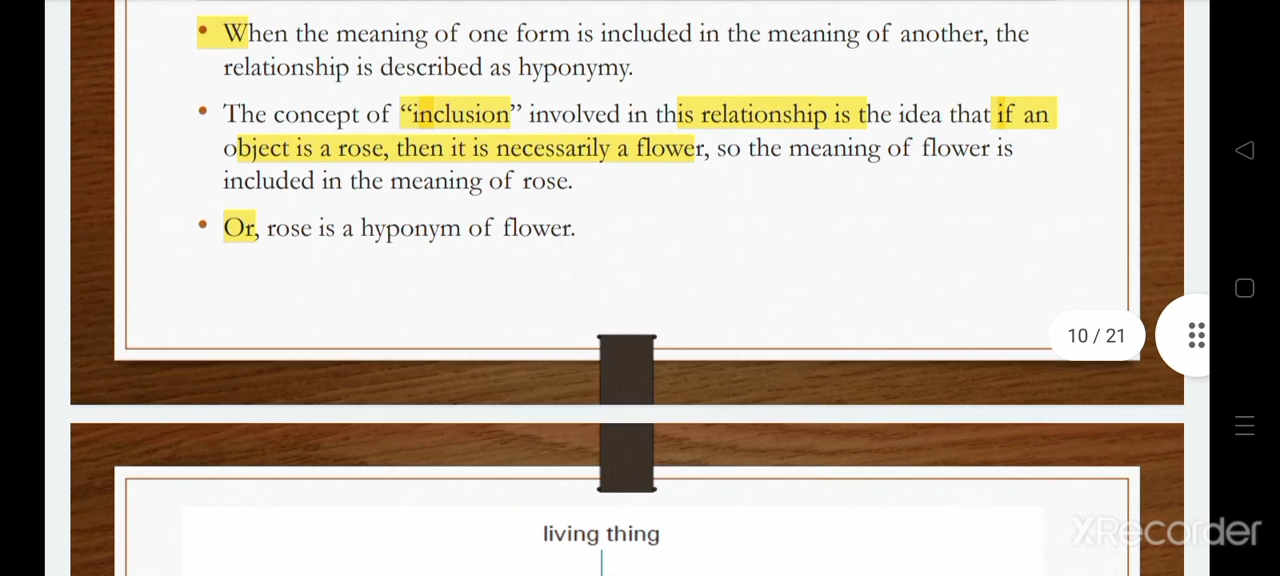 • When the meaning of one form is included in the meaning of another, the
relationship is described as hyponymy.
• The concept of “inclusion” involved in this relationship is the idea that if an
object is a rose, then it is necessarily a flower, so the meaning of flower is
included in the meaning of rose.
• Or, rose is a hyponym of flower.
10 / 21
living thing
XRecorder